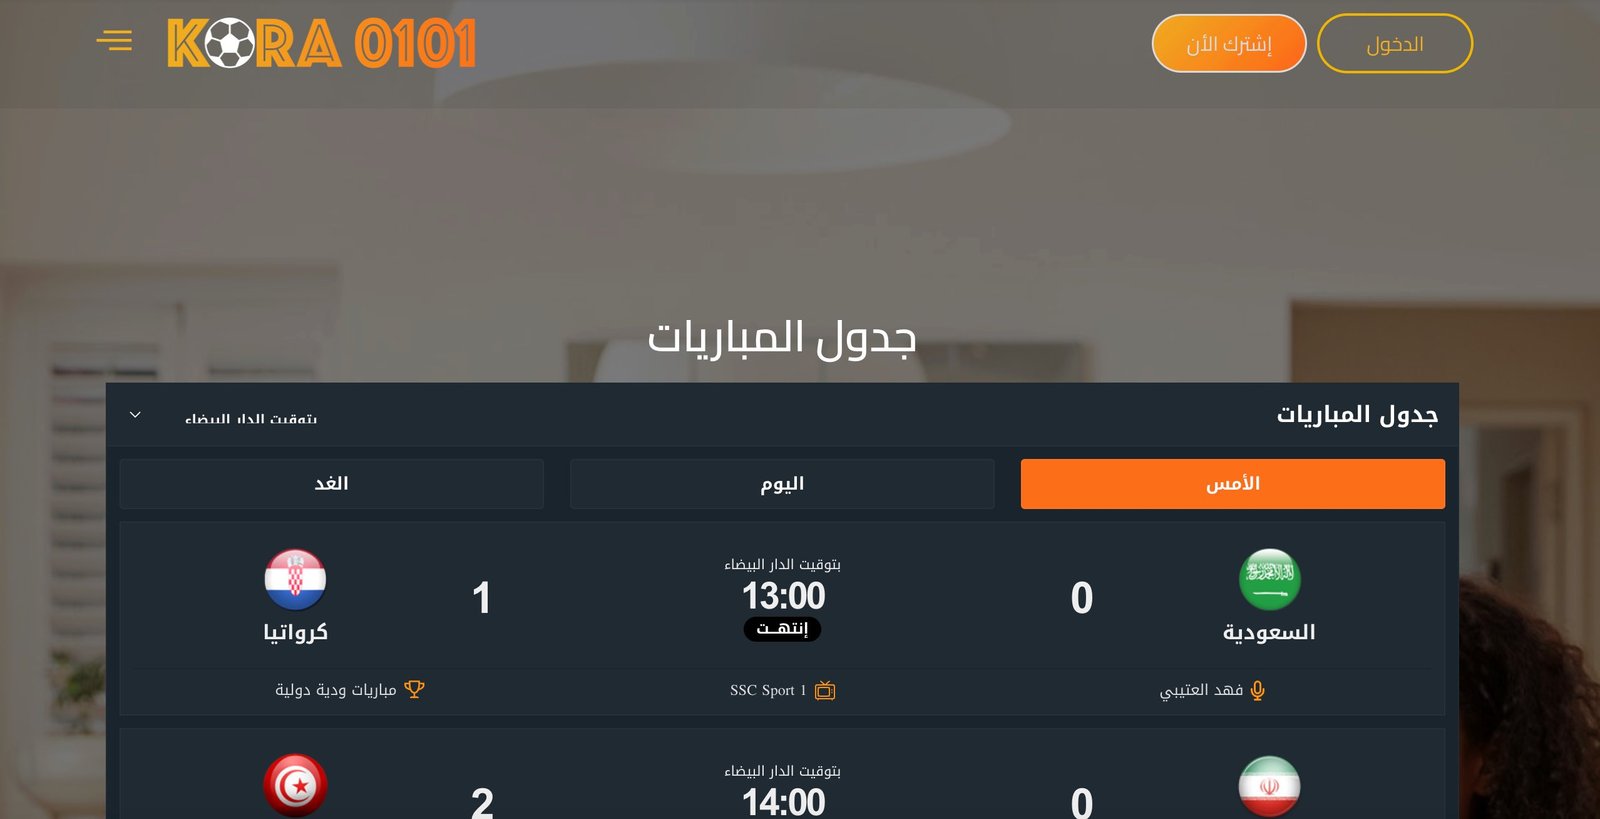 KORA 0101
إشترك الأن
الدخول
جدول المباريات
جدول المباريات
بتوقيت الدار البيضاء
الأمس
اليوم
الغد
السعودية
0
بتوقيت الدار البيضاء
13:00
إنتهـت
1
كرواتيا
فهد العتيبي
SSC Sport 1
مباريات ودية دولية
0
بتوقيت الدار البيضاء
14:00
2